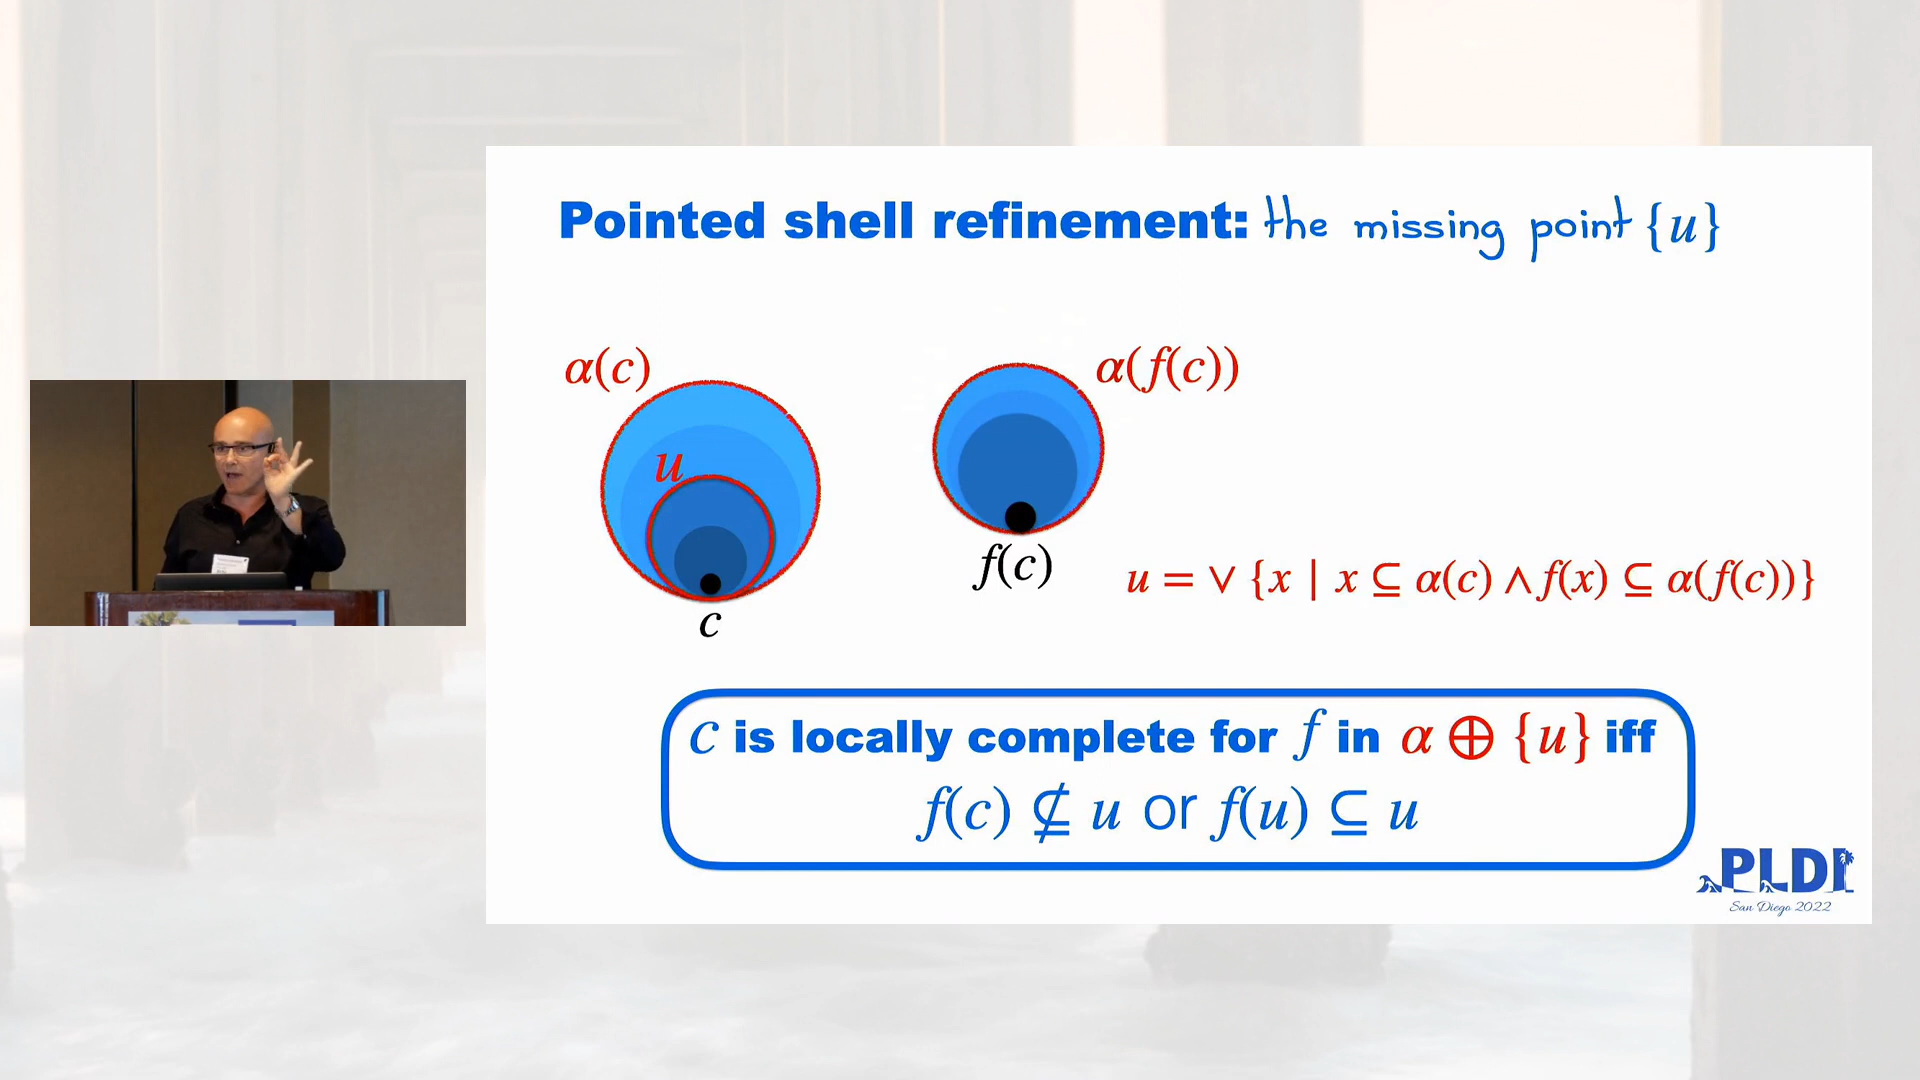 Pointed shell refinement: the missing point {u}
α(c)
α(f(c))
u
f(c)
c
u = ∨ {x | x ⊆ α(c) ∧ f(x) ⊆ α(f(c))}
c is locally complete for f in α ⊕ {u} iff
f(c) ⊈ u or f(u) ⊆ u
PLDI
San Diego 2022